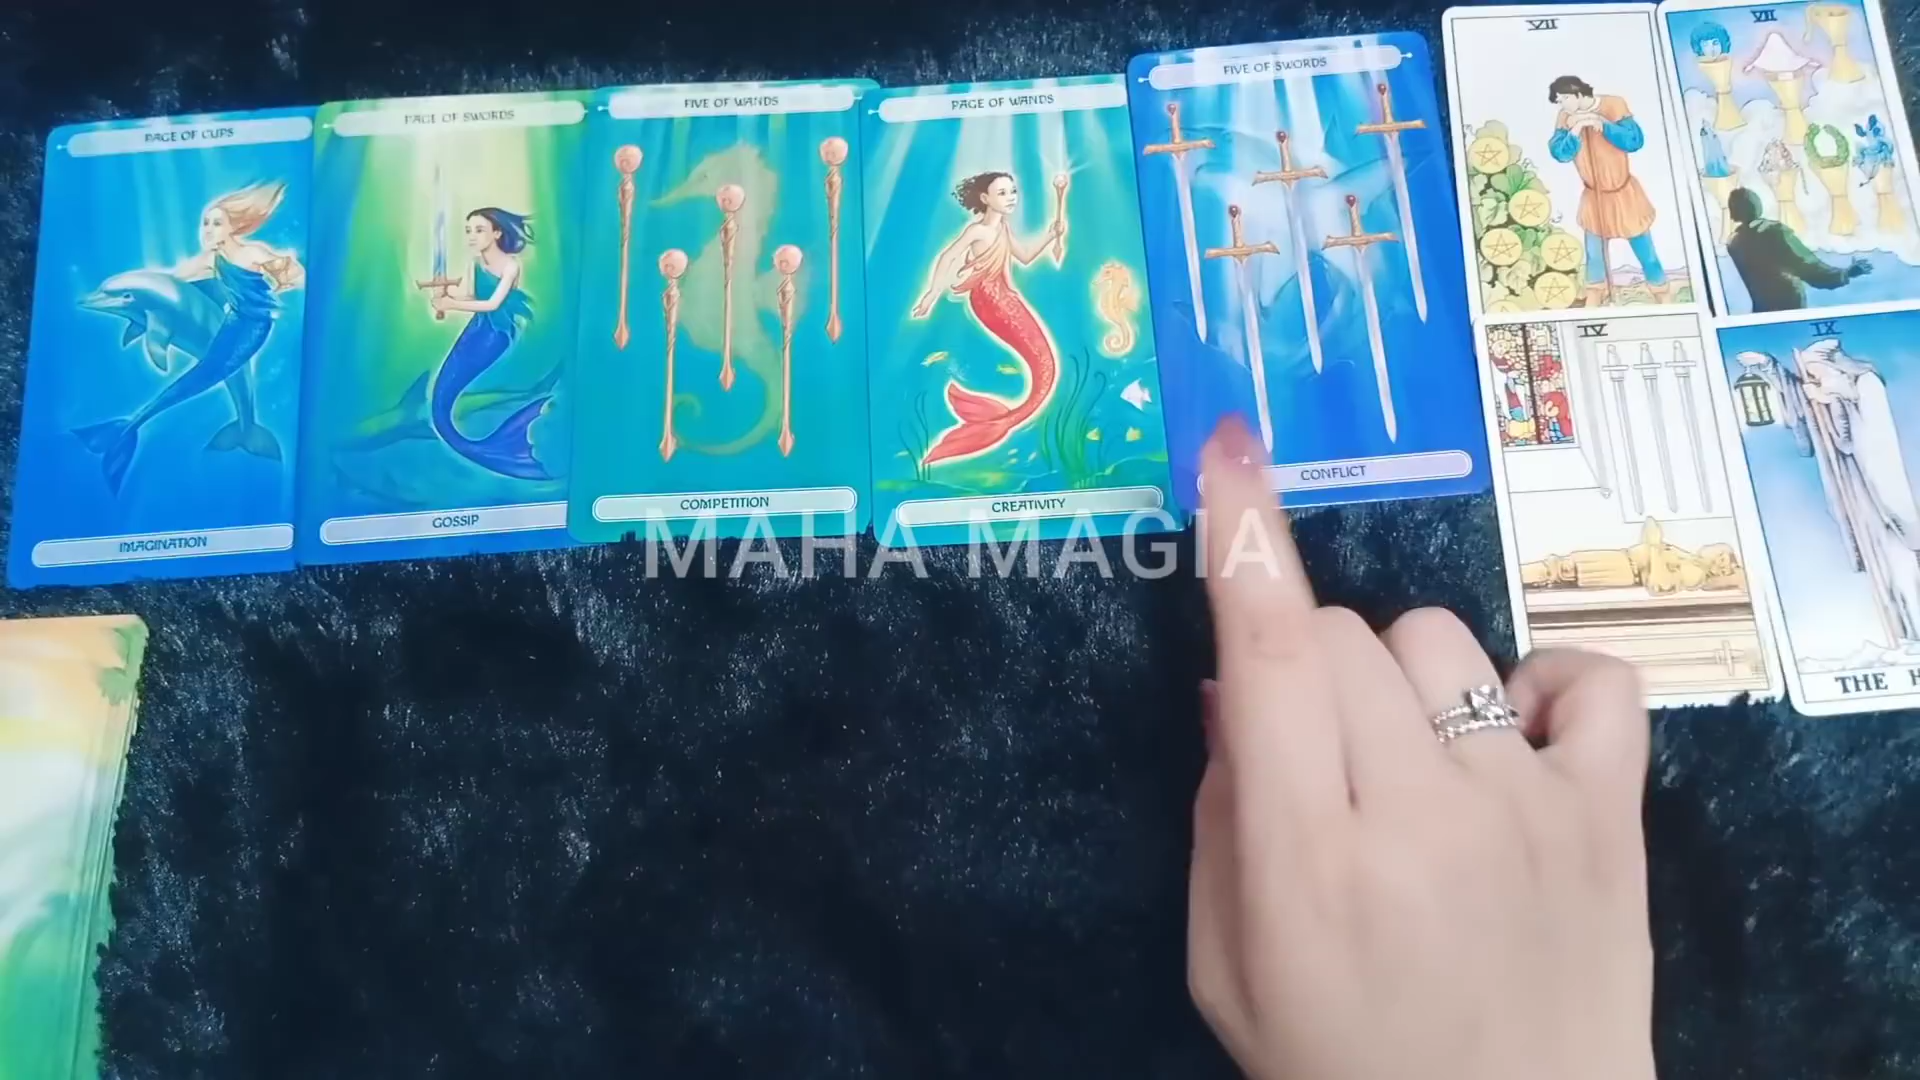 PAGE OF CUPS
PAGE OF SWORDS
FIVE OF WANDS
PAGE OF WANDS
FIVE OF SWORDS
VII
VII
IMAGINATION
GOSSIP
COMPETITION
CREATIVITY
CONFLICT
IV
IX
MAHA MAGIA
THE H